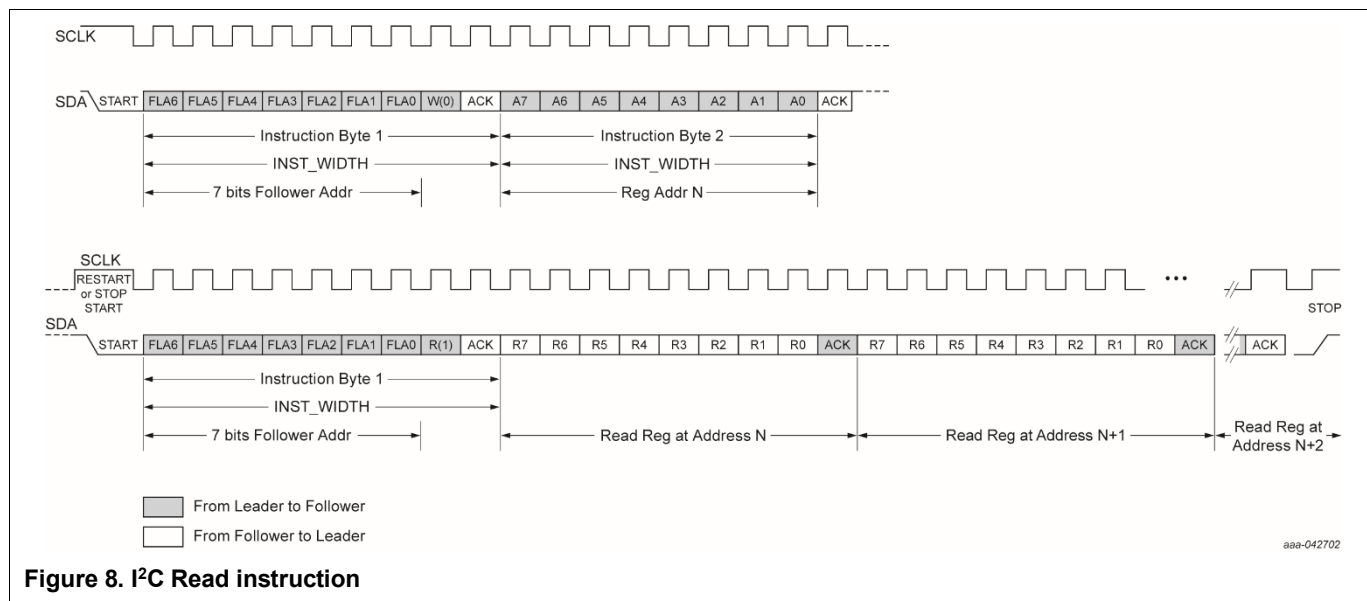 SCLK
SDA START FLA6 FLA5 FLA4 FLA3 FLA2 FLA1 FLA0 W(0) ACK A7 A6 A5 A4 A3 A2 A1 A0 ACK
Instruction Byte 1 Instruction Byte 2
INST_WIDTH INST_WIDTH
7 bits Follower Addr Reg Addr N
SCLK
RESTART
or STOP
START
...
STOP
SDA
START FLA6 FLA5 FLA4 FLA3 FLA2 FLA1 FLA0 R(1) ACK R7 R6 R5 R4 R3 R2 R1 R0 ACK R7 R6 R5 R4 R3 R2 R1 R0 ACK ACK
Instruction Byte 1
INST_WIDTH
7 bits Follower Addr Read Reg at Address N Read Reg at Address N+1 Read Reg at
Address N+2
From Leader to Follower
From Follower to Leader
aaa-042702
Figure 8. I²C Read instruction